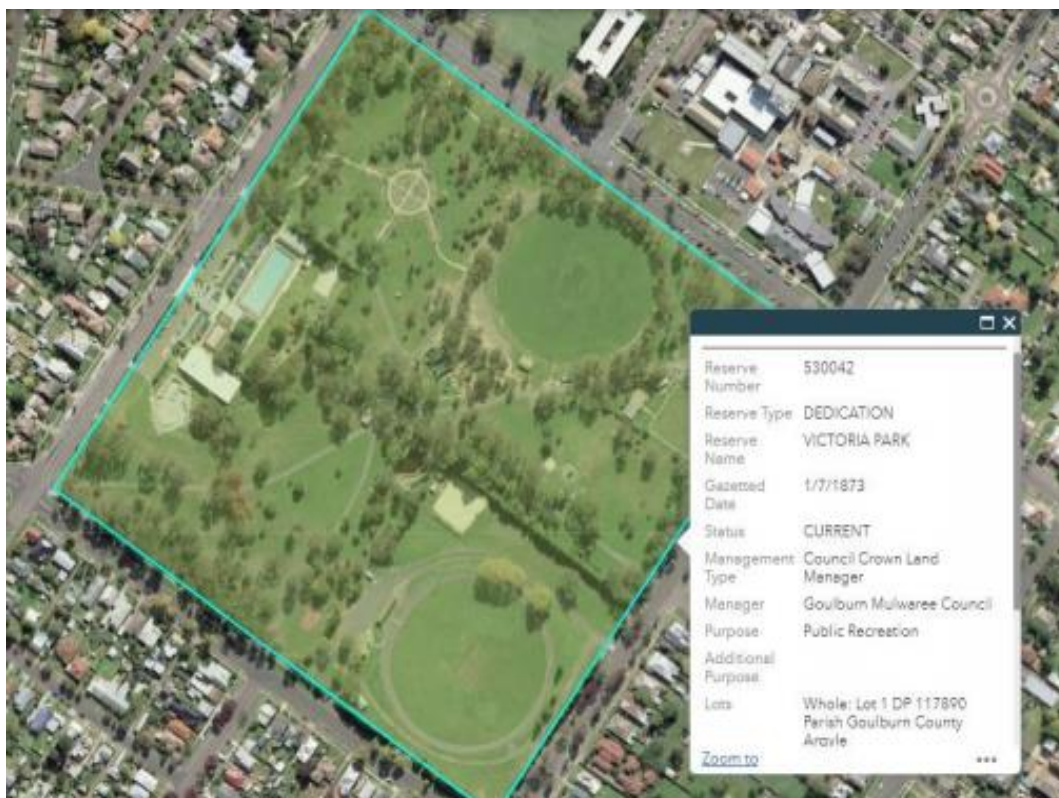 Reserve 530042
Number
Reserve Type DEDICATION
Reserve VICTORIA PARK
Name
Gazetted 1/7/1873
Date
Status CURRENT
Management Council Crown Land
Type Manager
Manager Goulburn Mulwaree Council
Purpose Public Recreation
Additional
Purpose
Lots Whole: Lot 1 DP 117890
Parish Goulburn County
Argyle
Zoom to